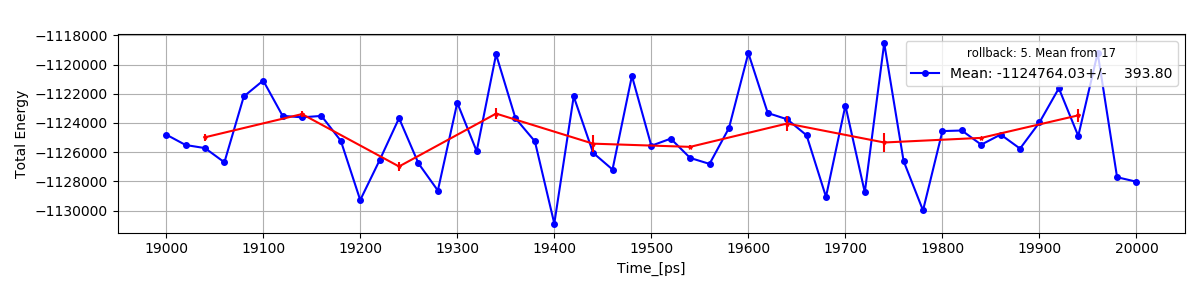 −1118000
−1120000
−1122000
−1124000
−1126000
−1128000
−1130000
Total Energy
rollback: 5. Mean from 17
Mean: -1124764.03+/- 393.80
19000 19100 19200 19300 19400 19500 19600 19700 19800 19900 20000
Time_[ps]